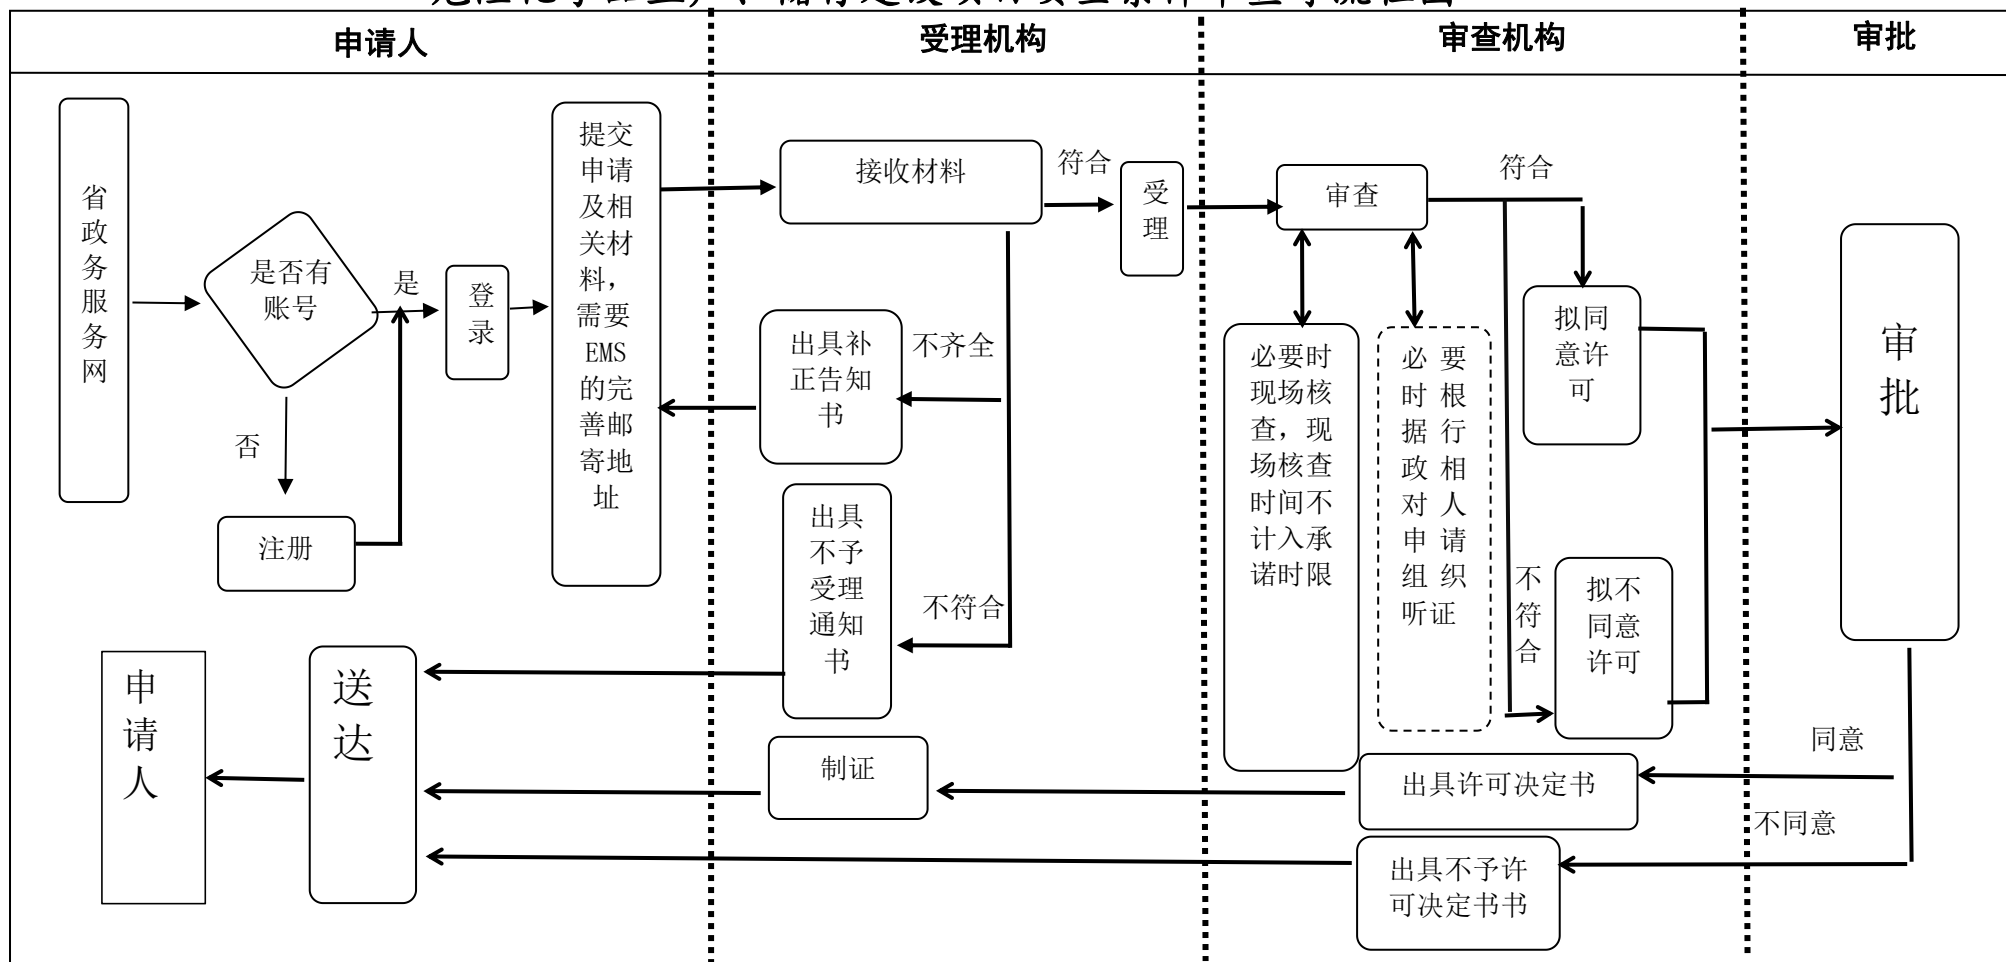 申请人
受理机构
审查机构
审批
省
政
务
服
务
网
是否有
账号
是
否
注册
登
录
提交
申请
及相
关材
料，
需要
EMS
的完
善邮
寄地
址
接收材料
符合
受
理
不齐全
出具补
正告知
书
不符合
出具
不予
受理
通知
书
审查
符合
必要时
现场核
查，现
场核查
时间不
计入承
诺时限
必 要
时 根
据 行
政 相
对 人
申 请
组 织
听证
拟同
意许
可
不
符
合
拟不
同意
许可
审
批
同意
不同意
出具许可决定书
出具不予许
可决定书书
制证
送
达
申
请
人